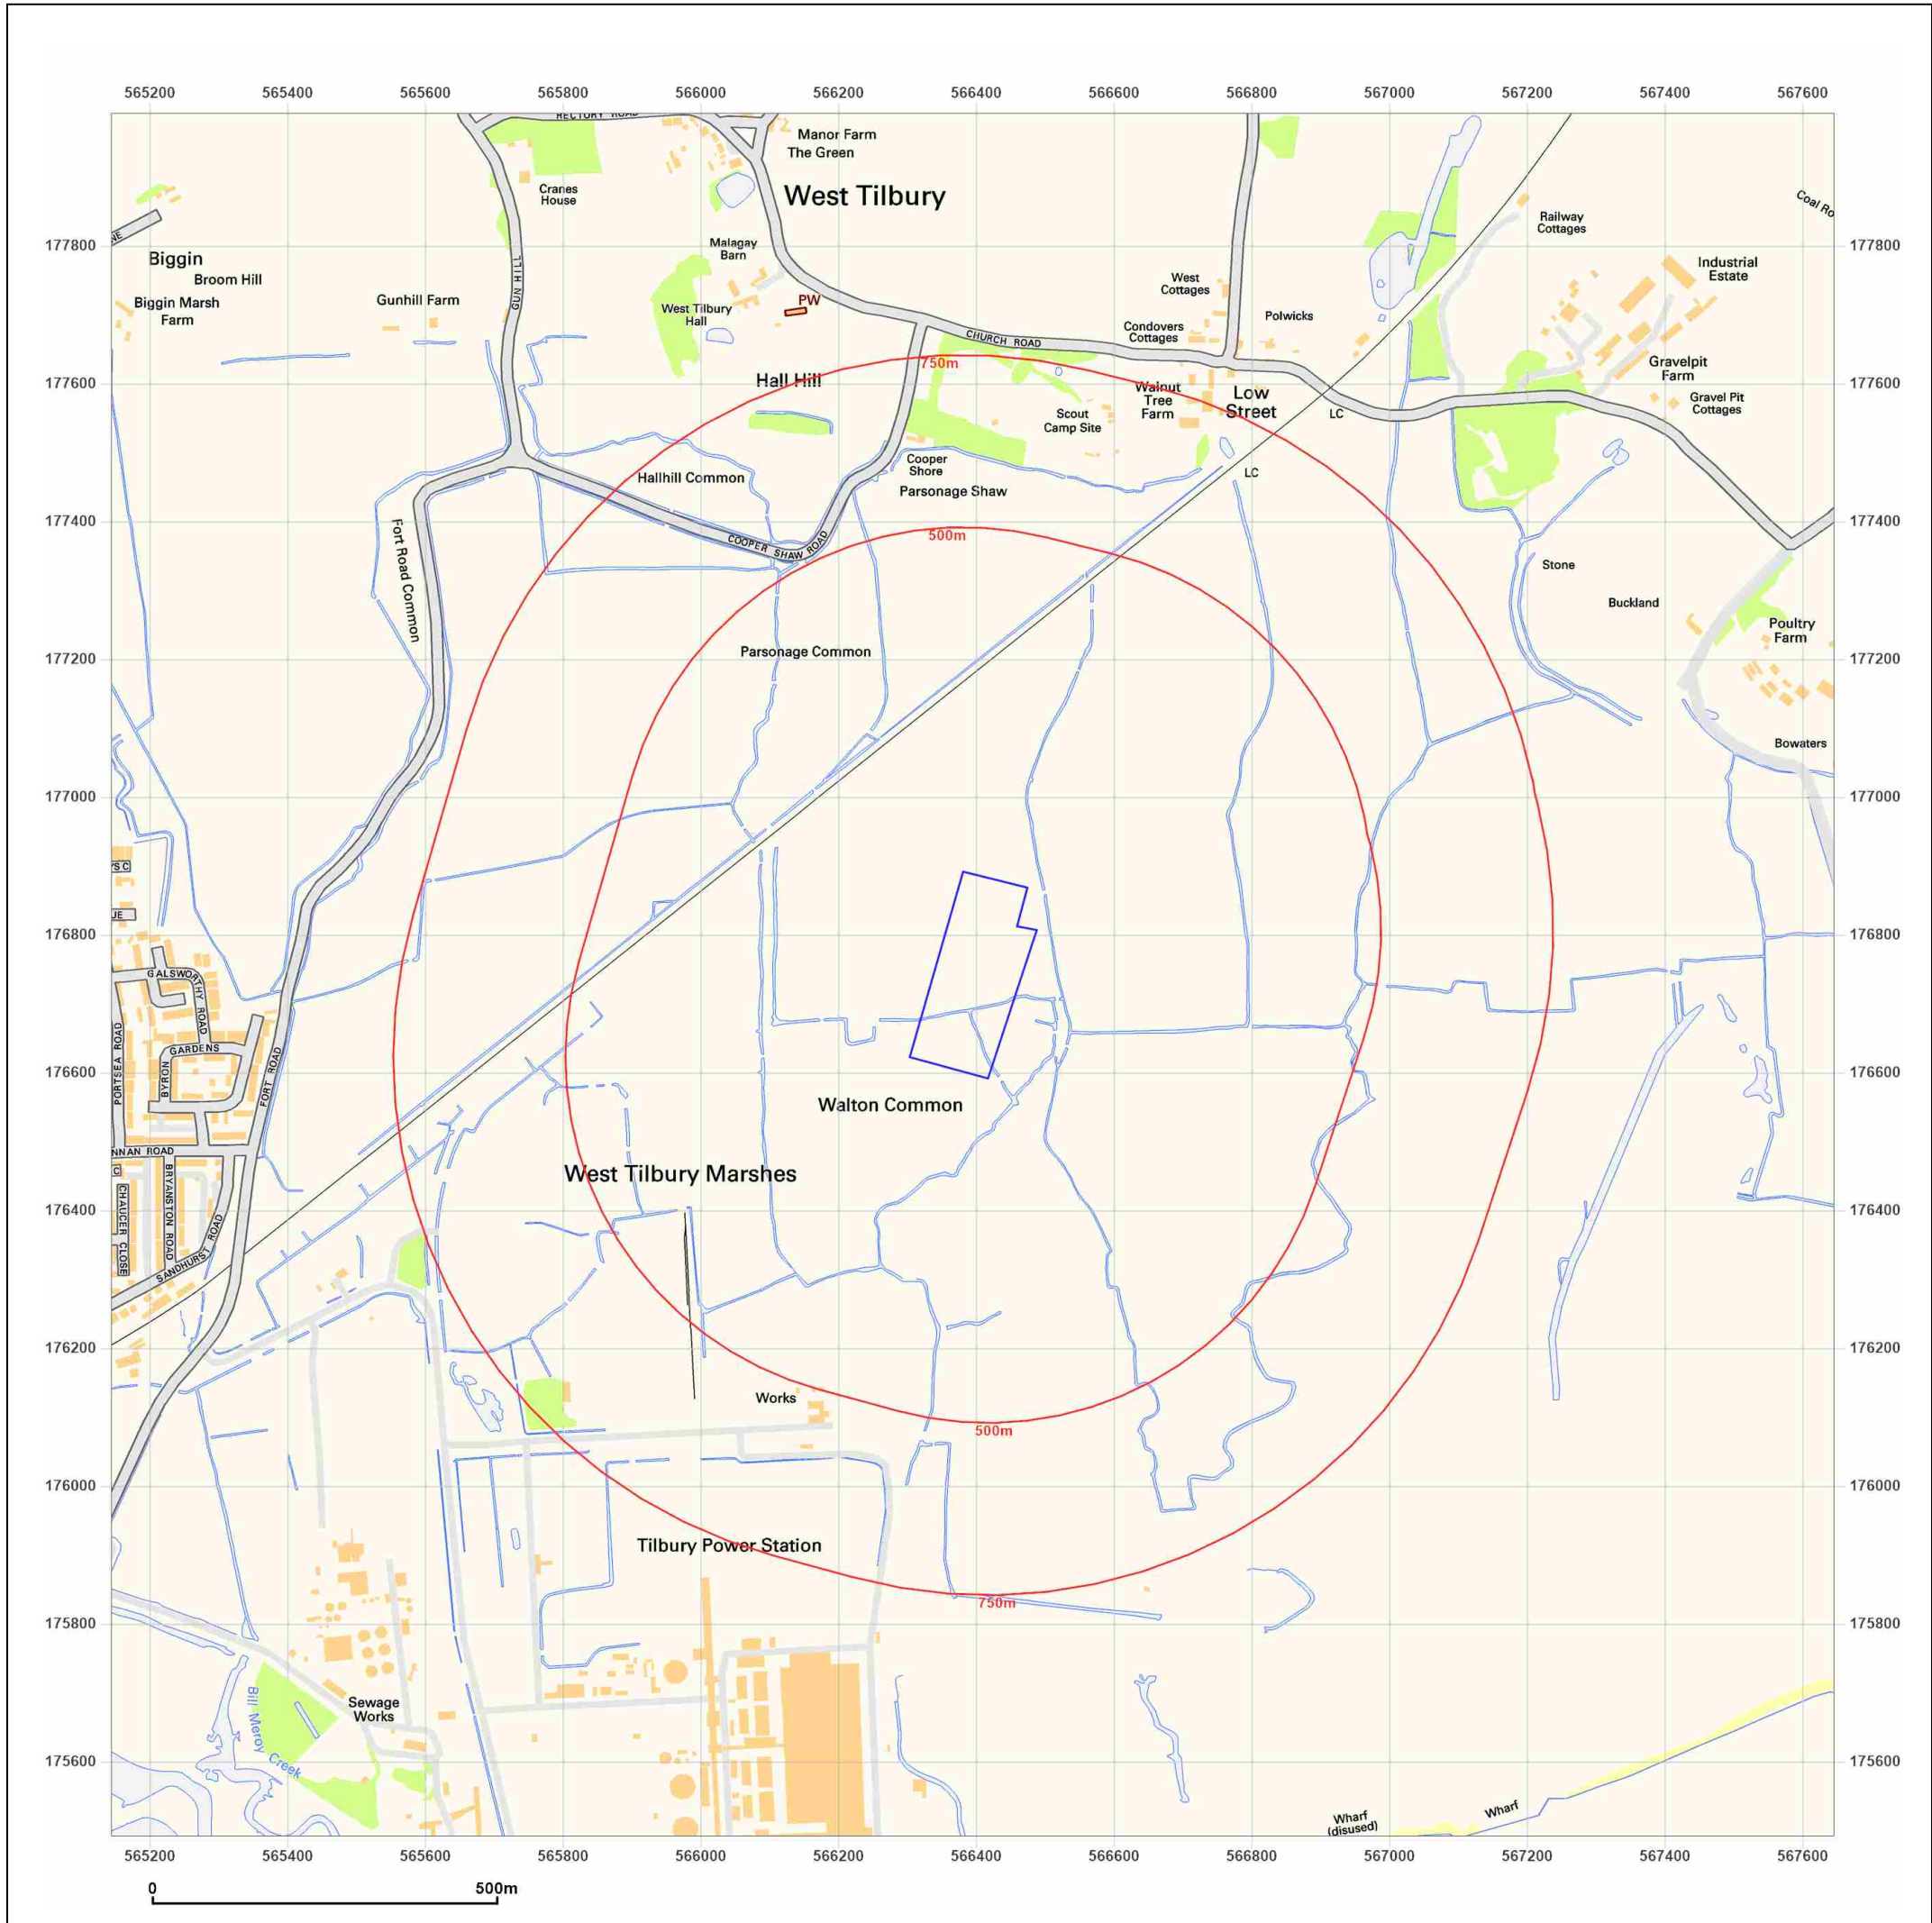 565200 565400 565600 565800 566000 566200 566400 566600 566800 567000 567200 567400 567600
RECTORY ROAD
Manor Farm
The Green
Cranes
House
West Tilbury
Coal Ro
Railway
Cottages
NE
177800
177800
Biggin
Broom Hill
Biggin Marsh
Farm
Gunhill Farm
GUN HILL
Malagay
Barn
West Tilbury
Hall
PW
West
Cottages
Polwicks
Condovers
Cottages
Industrial
Estate
CHURCH ROAD
750m
Gravelpit
Farm
Gravel Pit
Cottages
177600
177600
Hall Hill
Walnut
Tree
Farm
Low
Street
LC
Scout
Camp Site
Cooper
Shore
Parsonage Shaw
LC
Hallhill Common
177400
177400
Fort Road Common
COOPER SHAW ROAD
500m
Stone
Buckland
Poultry
Farm
177200
177200
Parsonage Common
Bowaters
177000
177000
'S C
UE
176800
176800
GALSWORTHY ROAD
PORTSEA ROAD
GARDENS
BYRON
FORT ROAD
176600
176600
Walton Common
NNAN ROAD
C
West Tilbury Marshes
CHAUCER CLOSE
BRYANSTON ROAD
SANDHURST ROAD
176400
176400
176200
176200
Works
500m
176000
176000
Tilbury Power Station
750m
175800
175800
Sewage
Works
Bill Meroy Creek
175600
175600
Wharf
(disused)
Wharf
565200 565400 565600 565800 566000 566200 566400 566600 566800 567000 567200 567400 567600
0 500m